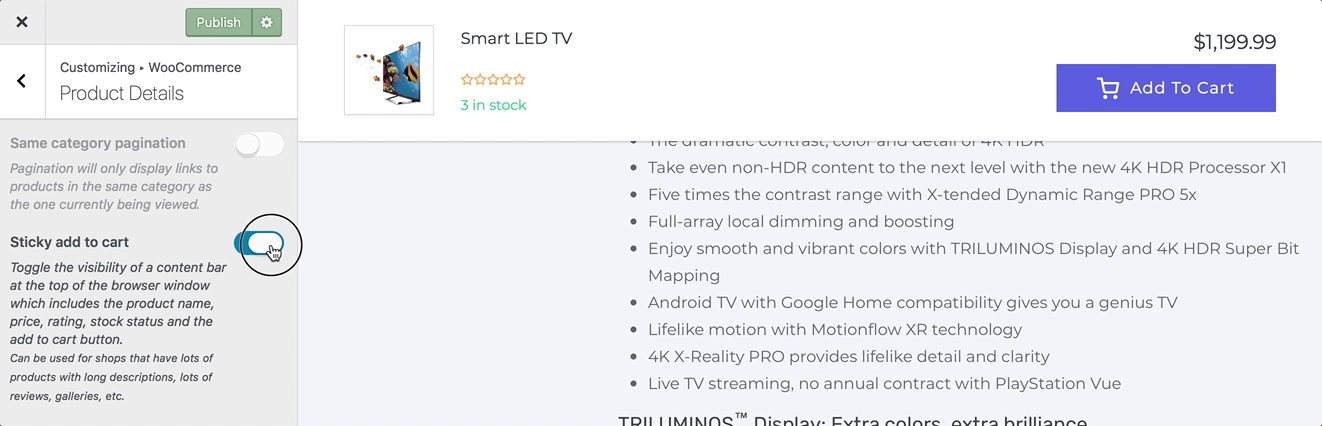 Publish
Customizing ▸ WooCommerce
Product Details
Same category pagination
Pagination will only display links to
products in the same category as
the one currently being viewed.
Sticky add to cart
Toggle the visibility of a content bar
at the top of the browser window
which includes the product name,
price, rating, stock status and the
add to cart button.
Can be used for shops that have lots of
products with long descriptions, lots of
reviews, galleries, etc.
Smart LED TV
3 in stock
$1,199.99
Add To Cart
• The dramatic contrast, color and detail of 4K HDR
• Take even non-HDR content to the next level with the new 4K HDR Processor X1
• Five times the contrast range with X-tended Dynamic Range PRO 5x
• Full-array local dimming and boosting
• Enjoy smooth and vibrant colors with TRILUMINOS Display and 4K HDR Super Bit
Mapping
• Android TV with Google Home compatibility gives you a genius TV
• Lifelike motion with Motionflow XR technology
• 4K X-Reality PRO provides lifelike detail and clarity
• Live TV streaming, no annual contract with PlayStation Vue
TRILUMINOS™ Display: Extra colors, extra brilliance